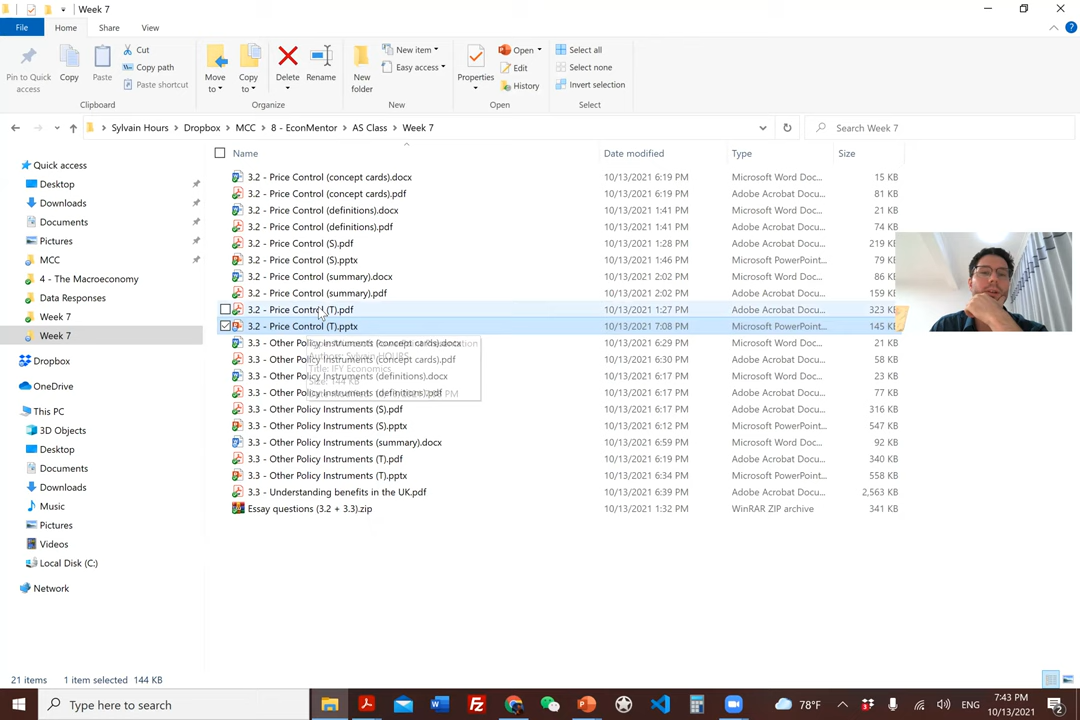 Week 7
File Home Share View
Pin to Quick access
Copy
Paste
Cut
Copy path
Paste shortcut
Clipboard
Move to
Copy to
Delete
Rename
Organize
New folder
New item
Easy access
New
Properties
Open
Edit
History
Open
Select all
Select none
Invert selection
Select
Sylvain Hours > Dropbox > MCC > 8 - EconMentor > AS Class > Week 7
Search Week 7
Name Date modified Type Size
Quick access
Desktop
Downloads
Documents
Pictures
MCC
4 - The Macroeconomy
Data Responses
Week 7
Week 7
Dropbox
OneDrive
This PC
3D Objects
Desktop
Documents
Downloads
Music
Pictures
Videos
Local Disk (C:)
Network
3.2 - Price Control (concept cards).docx 10/13/2021 6:19 PM Microsoft Word Doc... 15 KB
3.2 - Price Control (concept cards).pdf 10/13/2021 6:19 PM Adobe Acrobat Docu... 81 KB
3.2 - Price Control (definitions).docx 10/13/2021 1:41 PM Microsoft Word Doc... 21 KB
3.2 - Price Control (definitions).pdf 10/13/2021 1:41 PM Adobe Acrobat Docu... 74 KB
3.2 - Price Control (S).pdf 10/13/2021 1:28 PM Adobe Acrobat Docu... 219 KB
3.2 - Price Control (S).pptx 10/13/2021 1:46 PM Microsoft PowerPoint... 79 KB
3.2 - Price Control (summary).docx 10/13/2021 2:02 PM Microsoft Word Doc... 86 KB
3.2 - Price Control (summary).pdf 10/13/2021 2:02 PM Adobe Acrobat Docu... 159 KB
3.2 - Price Control (T).pdf 10/13/2021 1:27 PM Adobe Acrobat Docu... 323 KB
3.2 - Price Control (T).pptx 10/13/2021 7:08 PM Microsoft PowerPoint... 145 KB
3.3 - Other Policy Instruments (concept cards).docx 10/13/2021 6:29 PM Microsoft Word Doc... 21 KB
3.3 - Other Policy Instruments (concept cards).pdf 10/13/2021 6:30 PM Adobe Acrobat Docu... 58 KB
3.3 - Other Policy Instruments (definitions).docx 10/13/2021 6:17 PM Microsoft Word Doc... 23 KB
3.3 - Other Policy Instruments (definitions).pdf 10/13/2021 6:17 PM Adobe Acrobat Docu... 77 KB
3.3 - Other Policy Instruments (S).pdf 10/13/2021 6:17 PM Adobe Acrobat Docu... 316 KB
3.3 - Other Policy Instruments (S).pptx 10/13/2021 6:12 PM Microsoft PowerPoint... 547 KB
3.3 - Other Policy Instruments (summary).docx 10/13/2021 6:59 PM Microsoft Word Doc... 92 KB
3.3 - Other Policy Instruments (T).pdf 10/13/2021 6:19 PM Adobe Acrobat Docu... 340 KB
3.3 - Other Policy Instruments (T).pptx 10/13/2021 6:34 PM Microsoft PowerPoint... 558 KB
3.3 - Understanding benefits in the UK.pdf 10/13/2021 6:39 PM Adobe Acrobat Docu... 2,563 KB
Essay questions (3.2 + 3.3).zip 10/13/2021 1:32 PM WinRAR ZIP archive 341 KB
Authors: Sylvain HOURS
Title: IFY Economics
Size: 144 KB
21 items 1 item selected 144 KB
Type here to search
78°F
ENG
7:43 PM
10/13/2021
2